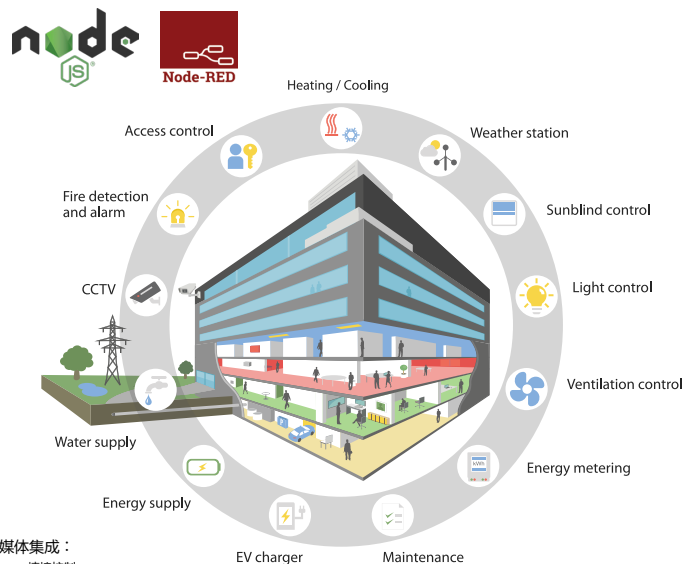 node
JS
Node-RED
Heating / Cooling
Access control
Weather station
Fire detection
and alarm
Sunblind control
CCTV
Light control
Ventilation control
Water supply
Energy metering
kWh
Energy supply
EV charger
Maintenance
媒体集成：